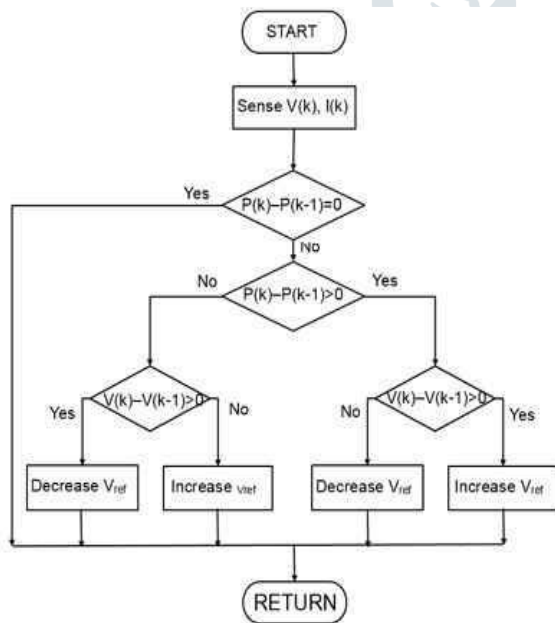 START
Sense V(k), I(k)
Yes
P(k)–P(k-1)=0
No
No
P(k)–P(k-1)>0
Yes
Yes
V(k)–V(k-1)>0
No
No
V(k)–V(k-1)>0
Yes
Decrease Vref
Increase Vref
Decrease Vref
Increase Vref
RETURN